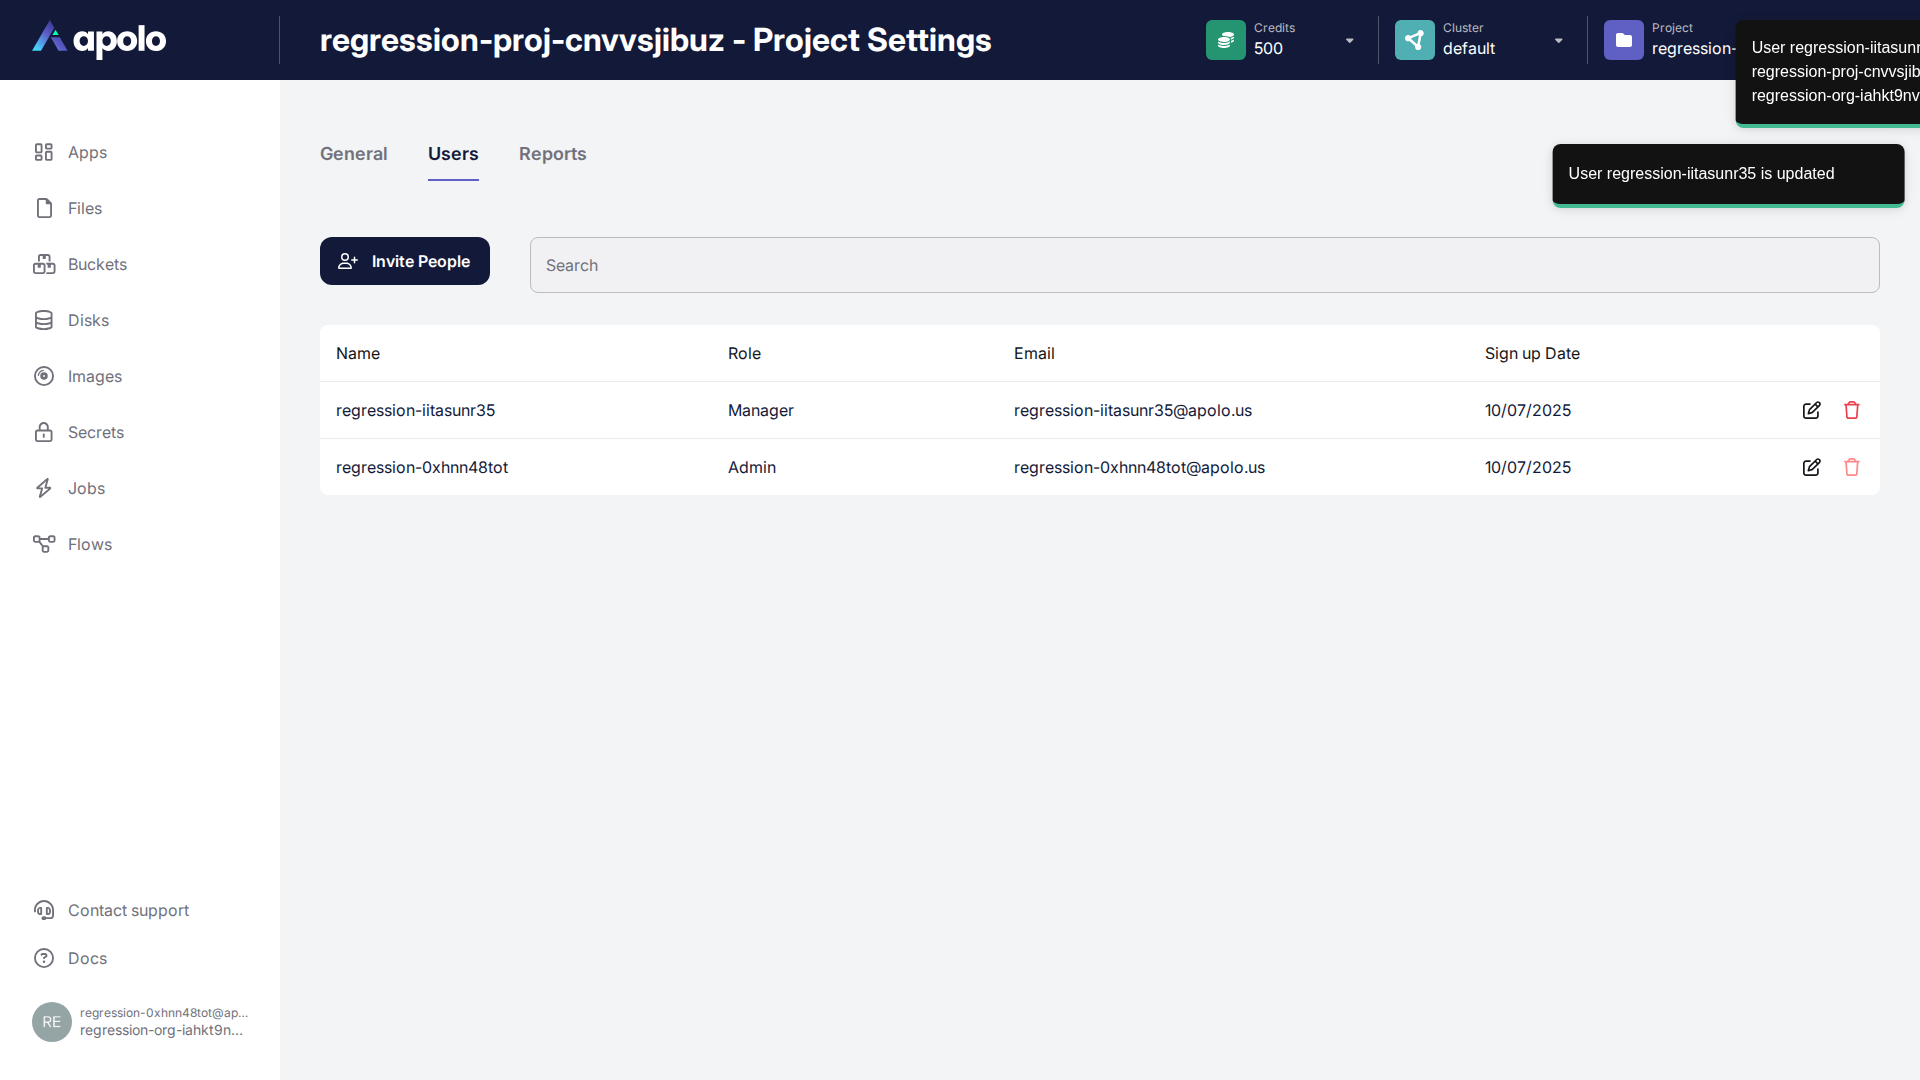 apolo
regression-proj-cnvvsjibuz - Project Settings
Credits
500
Cluster
default
Project
regression-
User regression-iitasunr
regression-proj-cnvvsjib
regression-org-iahkt9nv
User regression-iitasunr35 is updated
Apps
Files
Buckets
Disks
Images
Secrets
Jobs
Flows
General
Users
Reports
Invite People
Search
Name Role Email Sign up Date
regression-iitasunr35 Manager regression-iitasunr35@apolo.us 10/07/2025
regression-0xhnn48tot Admin regression-0xhnn48tot@apolo.us 10/07/2025
Contact support
Docs
RE
regression-0xhnn48tot@ap...
regression-org-iahkt9n...